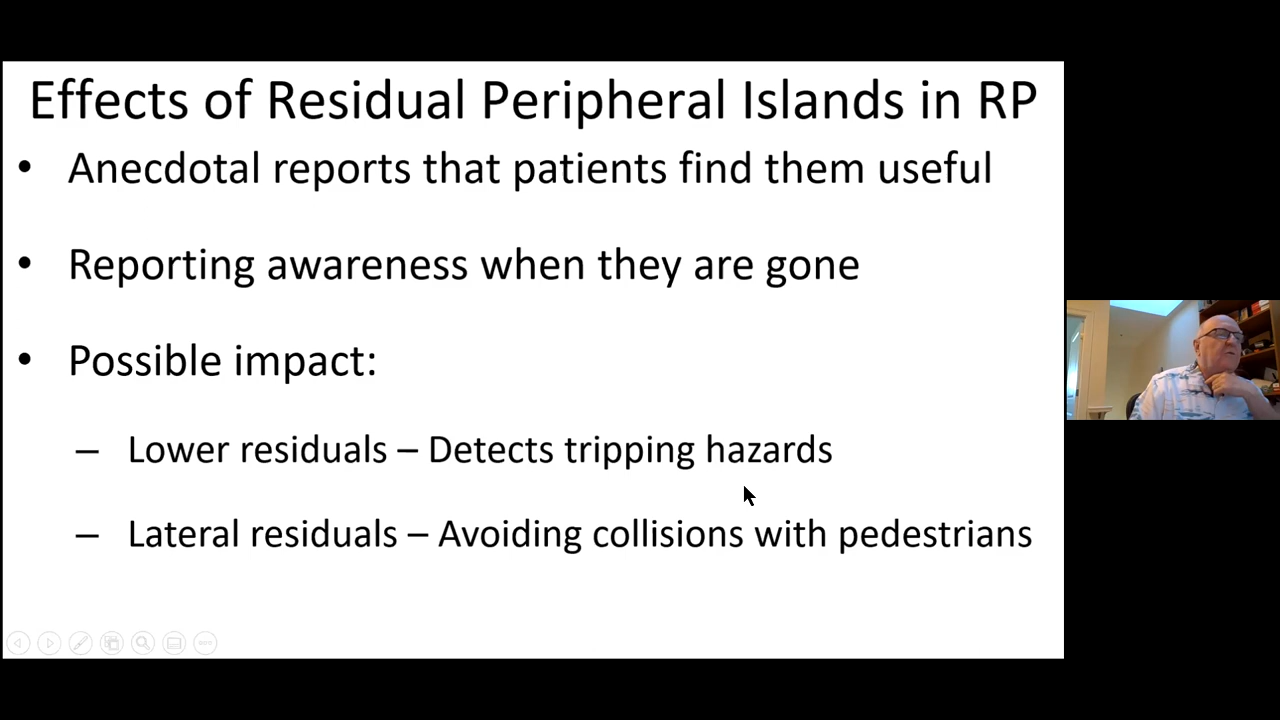 Effects of Residual Peripheral Islands in RP
• Anecdotal reports that patients find them useful
• Reporting awareness when they are gone
• Possible impact:
– Lower residuals – Detects tripping hazards
– Lateral residuals – Avoiding collisions with pedestrians